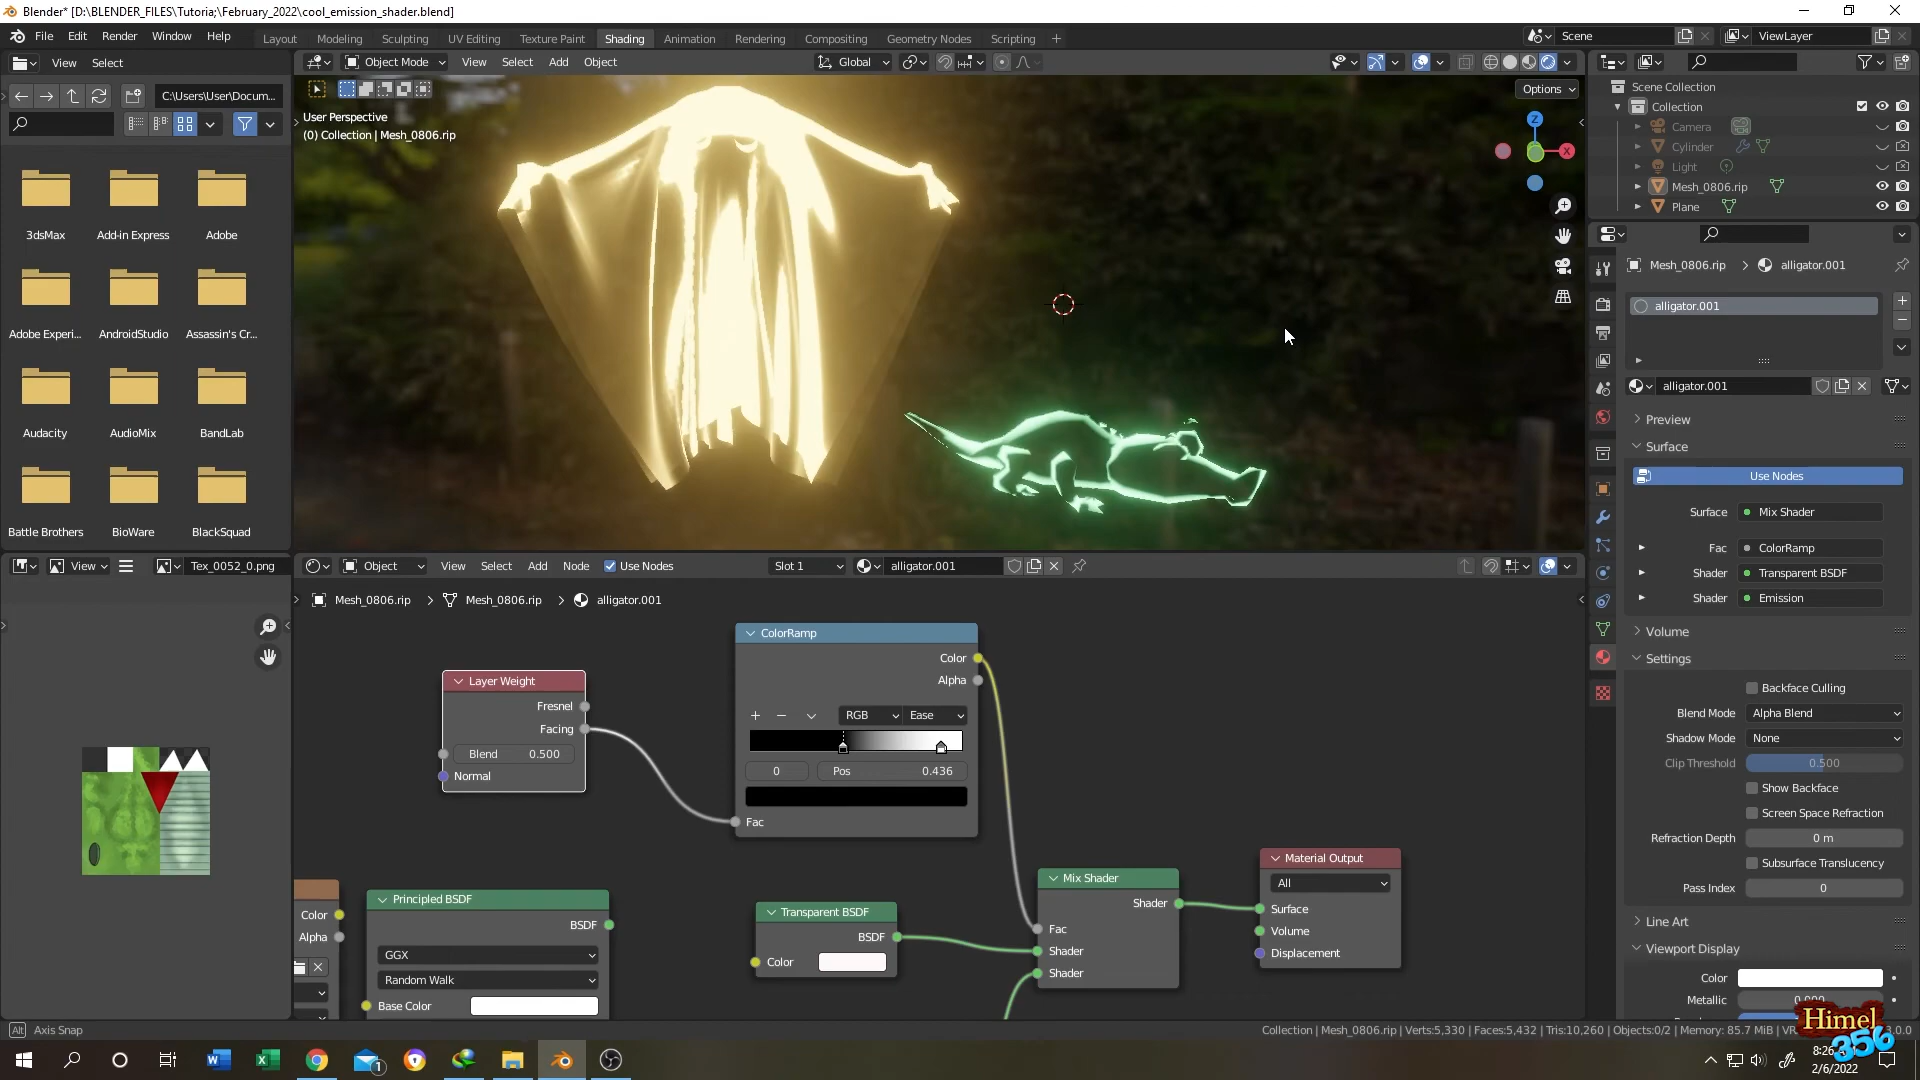 Blender* [D:\BLENDER_FILES\Tutoria;\February_2022\cool_emission_shader.blend]
File Edit Render Window Help
Layout Modeling Sculpting UV Editing Texture Paint Shading Animation Rendering Compositing Geometry Nodes Scripting +
Scene
ViewLayer
View Select
Object Mode View Select Add Object
Global
C:\Users\User\Docum...
Options
User Perspective
(0) Collection | Mesh_0806.rip
Z
X
Scene Collection
Collection
Camera
Cylinder
Light
Mesh_0806.rip
Plane
3dsMax Add-in Express Adobe
Adobe Experi... AndroidStudio Assassin's Cr...
Audacity AudioMix BandLab
Battle Brothers BioWare BlackSquad
Mesh_0806.rip > alligator.001
alligator.001
alligator.001
Preview
Surface
Use Nodes
Surface Mix Shader
Fac ColorRamp
Shader Transparent BSDF
Shader Emission
Volume
Settings
Backface Culling
Blend Mode Alpha Blend
Shadow Mode None
Clip Threshold 0.500
Show Backface
Screen Space Refraction
Refraction Depth 0 m
Subsurface Translucency
Pass Index 0
Line Art
Viewport Display
Color
Metallic 0.000
View
Tex_0052_0.png
Object View Select Add Node Use Nodes Slot 1 alligator.001
Mesh_0806.rip > Mesh_0806.rip > alligator.001
Layer Weight
Fresnel
Facing
Blend 0.500
Normal
ColorRamp
Color
Alpha
+ − RGB Ease
0 Pos 0.436
Fac
Color
Alpha
Principled BSDF
BSDF
GGX
Random Walk
Base Color
Transparent BSDF
BSDF
Color
Mix Shader
Shader
Fac
Shader
Shader
Material Output
All
Surface
Volume
Displacement
Alt Axis Snap
Collection | Mesh_0806.rip | Verts:5,330 | Faces:5,432 | Tris:10,260 | Objects:0/2 | Memory: 85.7 MiB |
Himel
356
2/6/2022